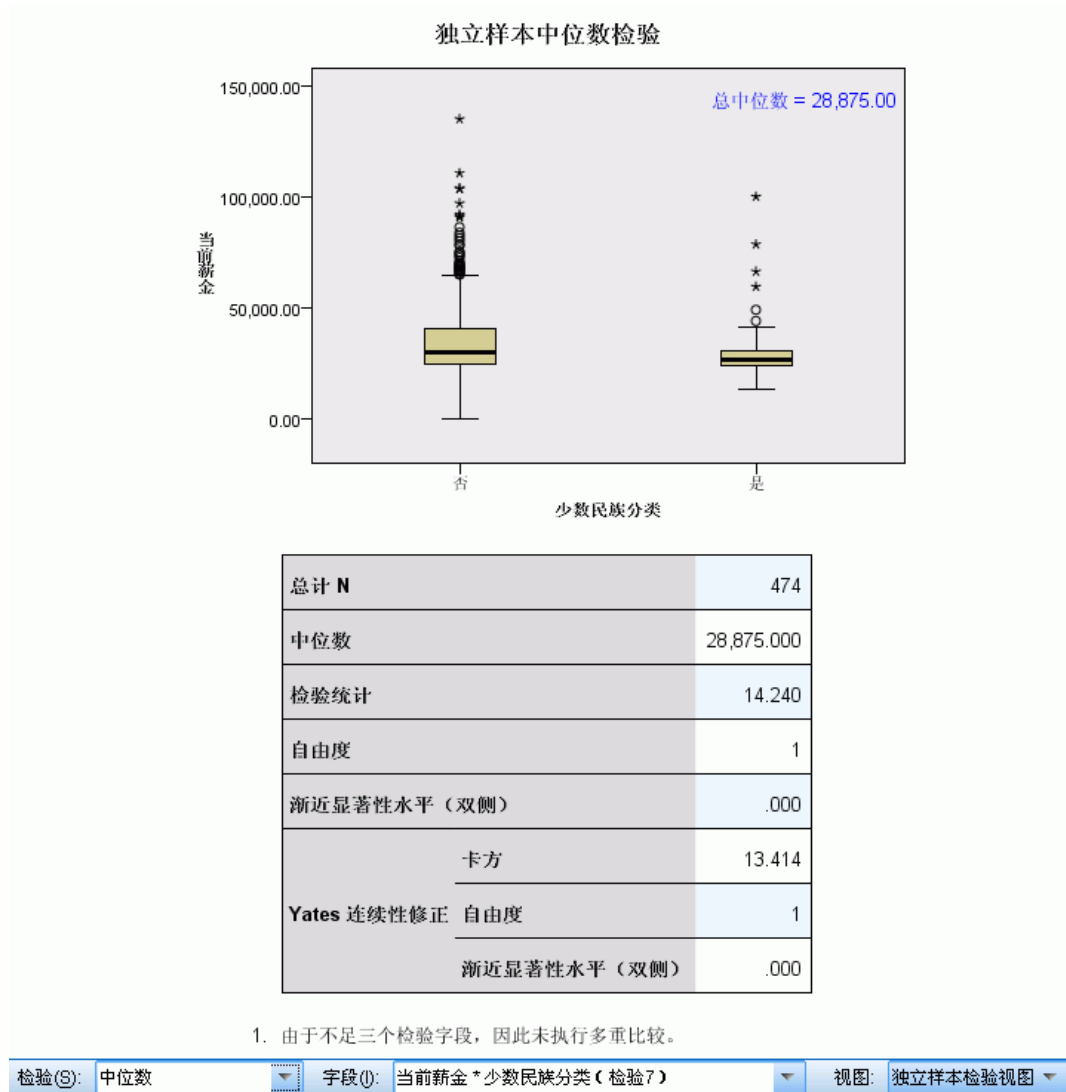 独立样本中位数检验
总中位数 = 28,875.00
150,000.00
100,000.00
50,000.00
0.00
当前薪金
否
是
少数民族分类
总计 N 474
中位数 28,875.000
检验统计 14.240
自由度 1
渐近显著性水平（双侧） .000
Yates 连续性修正
卡方 13.414
自由度 1
渐近显著性水平（双侧） .000
1. 由于不足三个检验字段，因此未执行多重比较。
检验(S): 中位数 字段(I): 当前薪金 * 少数民族分类 ( 检验7 ) 视图: 独立样本检验视图